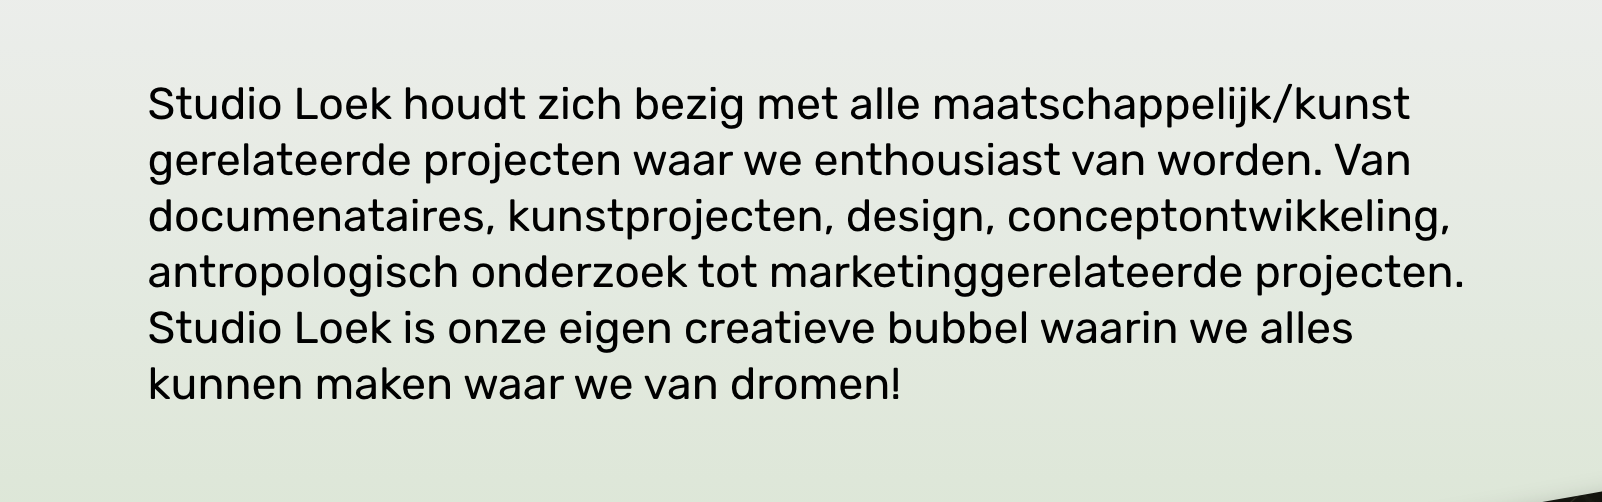 Studio Loek houdt zich bezig met alle maatschappelijk/kunst
gerelateerde projecten waar we enthousiast van worden. Van
documenataires, kunstprojecten, design, conceptontwikkeling,
antropologisch onderzoek tot marketinggerelateerde projecten.
Studio Loek is onze eigen creatieve bubbel waarin we alles
kunnen maken waar we van dromen!